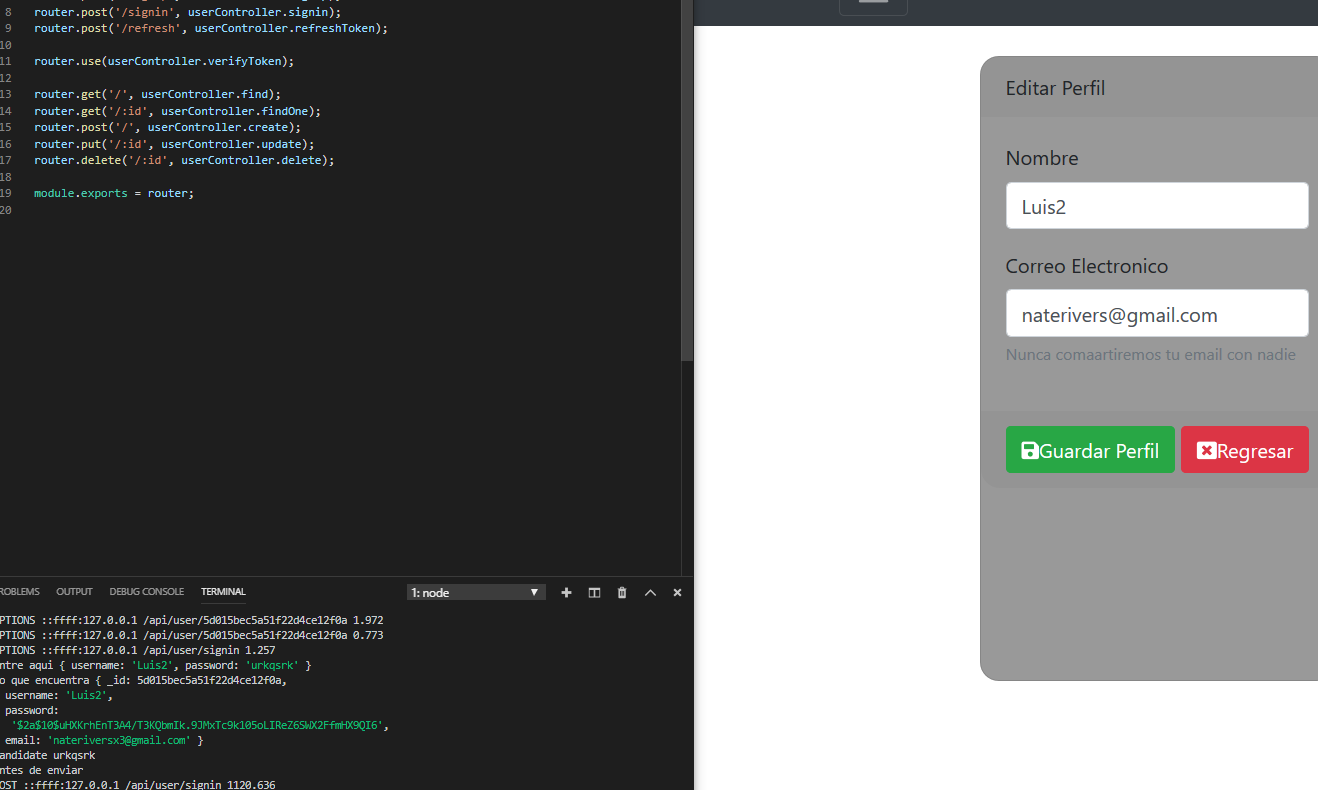 8 router.post('/signin', userController.signin);
9 router.post('/refresh', userController.refreshToken);
10
11 router.use(userController.verifyToken);
12
13 router.get('/', userController.find);
14 router.get('/:id', userController.findOne);
15 router.post('/', userController.create);
16 router.put('/:id', userController.update);
17 router.delete('/:id', userController.delete);
18
19 module.exports = router;
20
ROBLEMS OUTPUT DEBUG CONSOLE TERMINAL 1: node
PTIONS ::ffff:127.0.0.1 /api/user/5d015bec5a51f22d4ce12f0a 1.972
PTIONS ::ffff:127.0.0.1 /api/user/5d015bec5a51f22d4ce12f0a 0.773
PTIONS ::ffff:127.0.0.1 /api/user/signin 1.257
ntre aqui { username: 'Luis2', password: 'urkqsrk' }
o que encuentra { _id: 5d015bec5a51f22d4ce12f0a,
username: 'Luis2',
password:
'$2a$10$uHXKrhEnT3A4/T3KQbmIk.9JMxTc9k105oLIReZ6SWX2FfmHX9QI6',
email: 'nateriversx3@gmail.com' }
andidate urkqsrk
ntes de enviar
OST ::ffff:127.0.0.1 /api/user/signin 1120.636
Editar Perfil
Nombre
Luis2
Correo Electronico
naterivers@gmail.com
Nunca comaartiremos tu email con nadie
Guardar Perfil Regresar